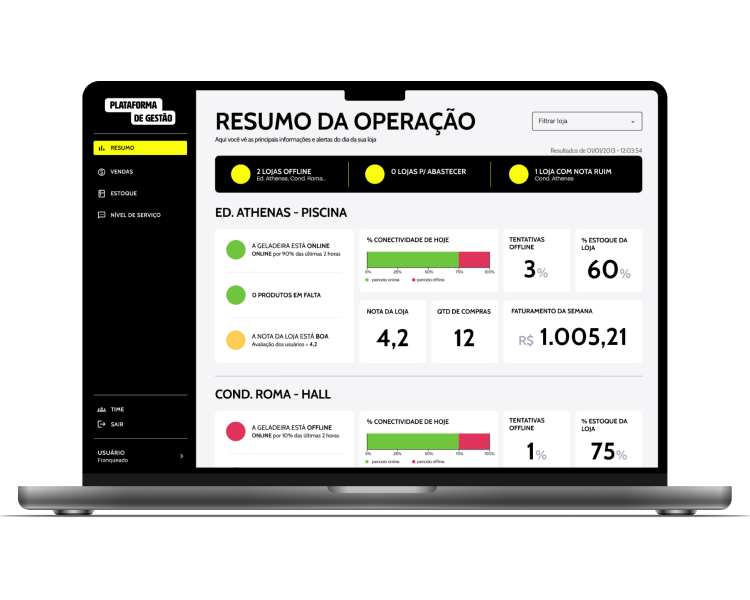 PLATAFORMA
DE GESTÃO
RESUMO
VENDAS
ESTOQUE
NÍVEL DE SERVIÇO
TIME
SAIR
USUÁRIO
Franqueado
RESUMO DA OPERAÇÃO
Aqui você vê as principais informações e alertas do dia da sua loja
Filtrar loja
Resultados de 01/01/2013 - 12:03:54
2 LOJAS OFFLINE
Ed. Athenas, Cond. Roma...
0 LOJAS P/ ABASTECER
1 LOJA COM NOTA RUIM
Cond. Athenas
ED. ATHENAS - PISCINA
A GELADEIRA ESTÁ ONLINE
ONLINE por 90% das últimas 2 horas
0 PRODUTOS EM FALTA
A NOTA DA LOJA ESTÁ BOA
Avaliação dos usuários = 4,2
% CONECTIVIDADE DE HOJE
0% 25% 50% 75% 100%
período online período offline
TENTATIVAS
OFFLINE
3%
% ESTOQUE DA
LOJA
60%
NOTA DA LOJA
4,2
QTD DE COMPRAS
12
FATURAMENTO DA SEMANA
R$ 1.005,21
COND. ROMA - HALL
A GELADEIRA ESTÁ OFFLINE
ONLINE por 10% das últimas 2 horas
% CONECTIVIDADE DE HOJE
0% 25% 50% 75% 100%
período online período offline
TENTATIVAS
OFFLINE
1%
% ESTOQUE DA
LOJA
75%